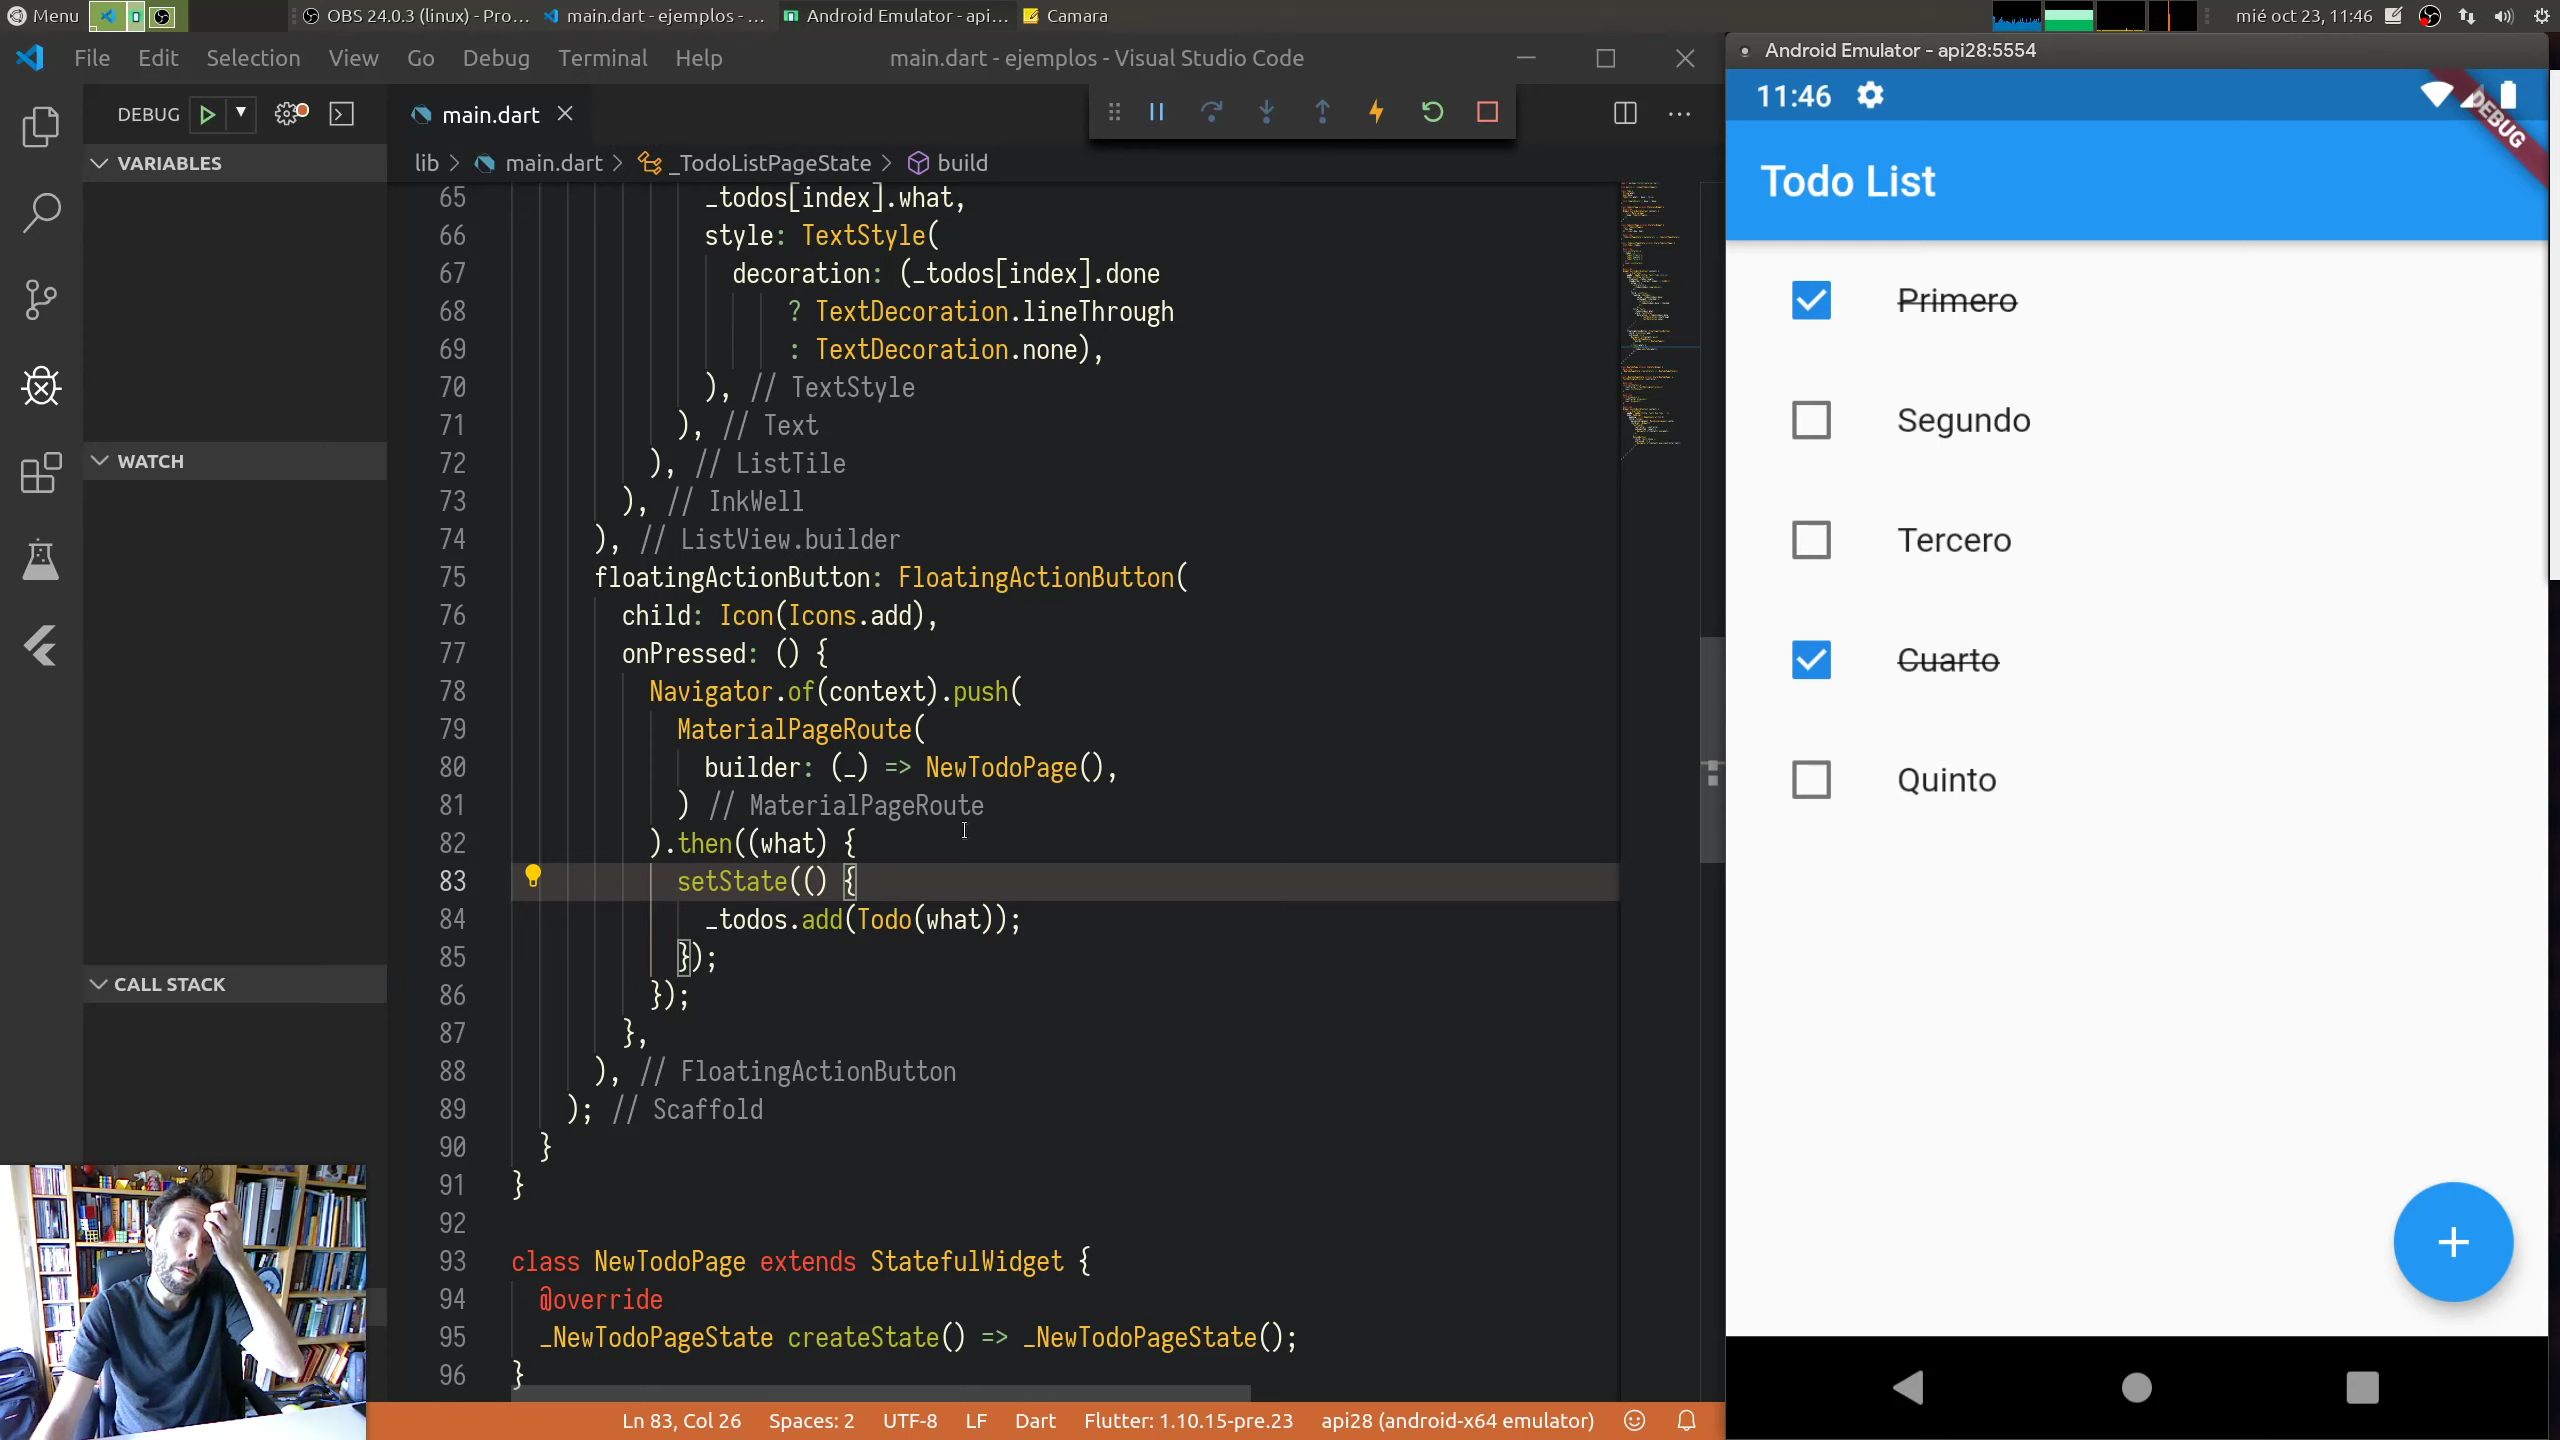 Menu
OBS 24.0.3 (linux) - Pro...
main.dart - ejemplos - ...
Android Emulator - api...
Camara
mié oct 23, 11:46
File Edit Selection View Go Debug Terminal Help
main.dart - ejemplos - Visual Studio Code
DEBUG
main.dart
lib > main.dart > _TodoListPageState > build
VARIABLES
WATCH
CALL STACK
65 _todos[index].what,
66 style: TextStyle(
67 decoration: (_todos[index].done
68 ? TextDecoration.lineThrough
69 : TextDecoration.none),
70 ), // TextStyle
71 ), // Text
72 ), // ListTile
73 ), // InkWell
74 ), // ListView.builder
75 floatingActionButton: FloatingActionButton(
76 child: Icon(Icons.add),
77 onPressed: () {
78 Navigator.of(context).push(
79 MaterialPageRoute(
80 builder: (_) => NewTodoPage(),
81 ) // MaterialPageRoute
82 ).then((what) {
83 setState(() {
84 _todos.add(Todo(what));
85 });
86 });
87 },
88 ), // FloatingActionButton
89 ); // Scaffold
90 }
91 }
92
93 class NewTodoPage extends StatefulWidget {
94 @override
95 _NewTodoPageState createState() => _NewTodoPageState();
96 }
Ln 83, Col 26 Spaces: 2 UTF-8 LF Dart Flutter: 1.10.15-pre.23 api28 (android-x64 emulator)
Android Emulator - api28:5554
11:46
DEBUG
Todo List
Primero
Segundo
Tercero
Cuarto
Quinto